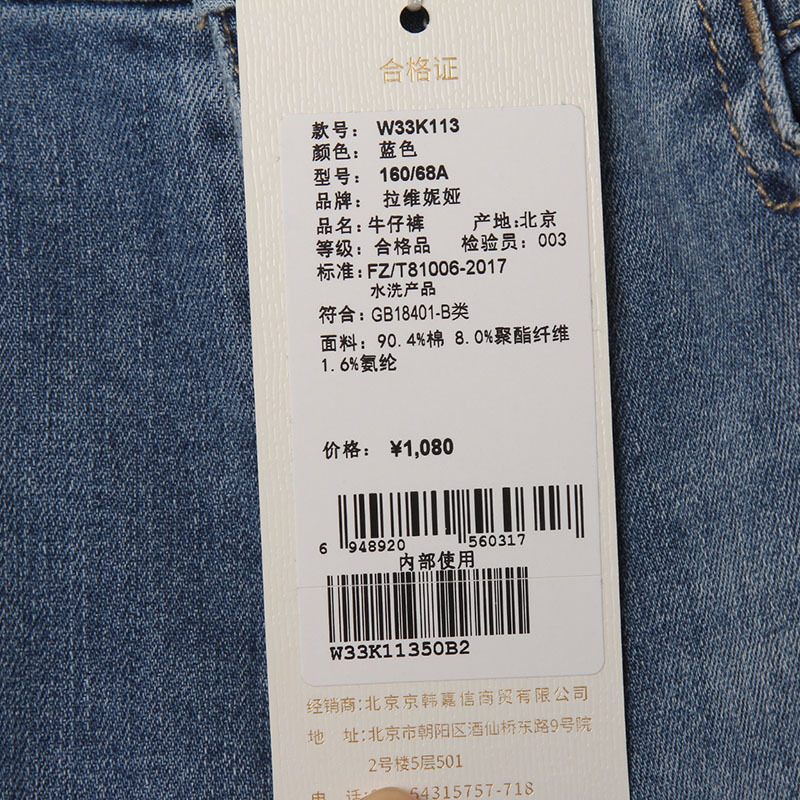 合格证
款号： W33K113
颜色： 蓝色
型号： 160/68A
品牌： 拉维妮娅
品名：牛仔裤 产地:北京
等级：合格品 检验员：003
标准:FZ/T81006-2017
水洗产品
符合：GB18401-B类
面料：90.4%棉 8.0%聚酯纤维
1.6%氨纶
价格： ¥1,080
6 948920 560317
内部使用
W33K11350B2
经销商:北京京韩嘉信商贸有限公司
地 址:北京市朝阳区酒仙桥东路9号院
2号楼5层501
电 话: 64315757-718